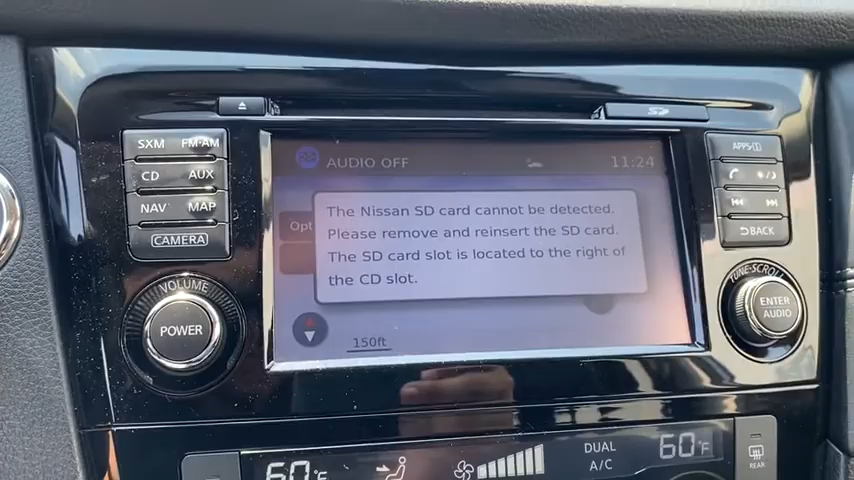 SD
SXM FM·AM
CD AUX
NAV MAP
CAMERA
AUDIO OFF 11:24
Opt
The Nissan SD card cannot be detected.
Please remove and reinsert the SD card.
The SD card slot is located to the right of
the CD slot.
150ft
APPS·i
BACK
VOLUME
POWER
TUNE·SCROLL
ENTER
AUDIO
60°F
DUAL
A/C
60°F
REAR